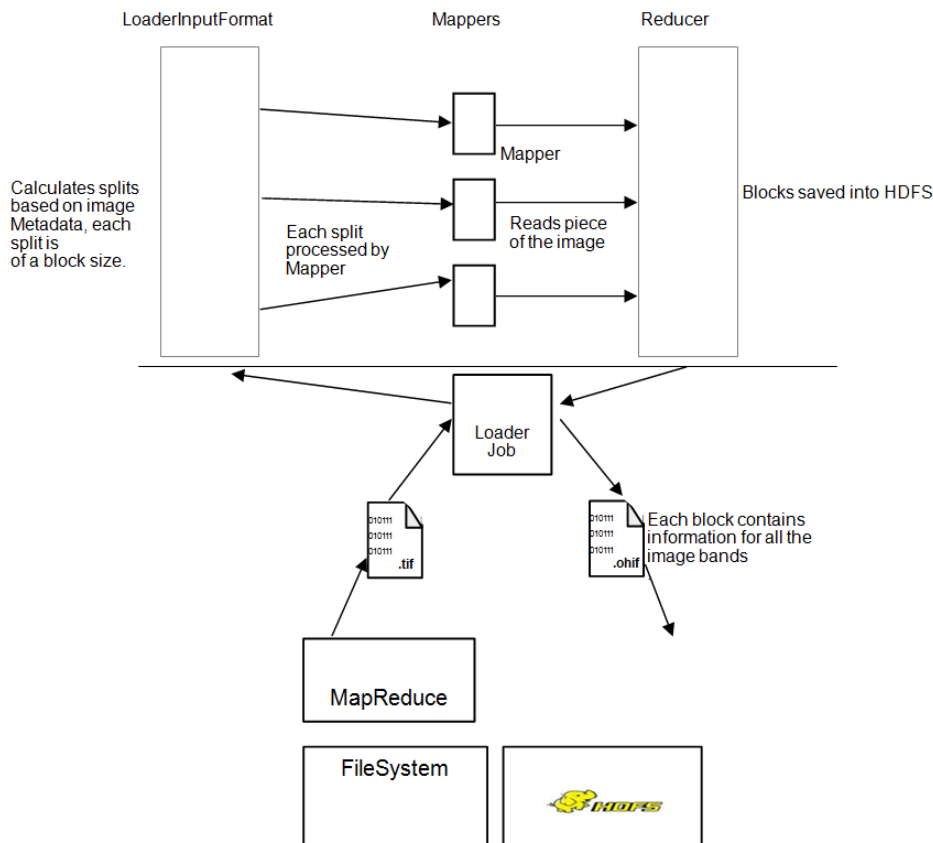 LoaderInputFormat
Mappers
Reducer
Mapper
Calculates splits
based on image
Metadata, each
split is
of a block size.
Each split
processed by
Mapper
Reads piece
of the image
Blocks saved into HDFS
Loader
Job
010111
010111
010111
.tif
010111
010111
010111
.ohif
Each block contains
information for all the
image bands
MapReduce
FileSystem
HDFS